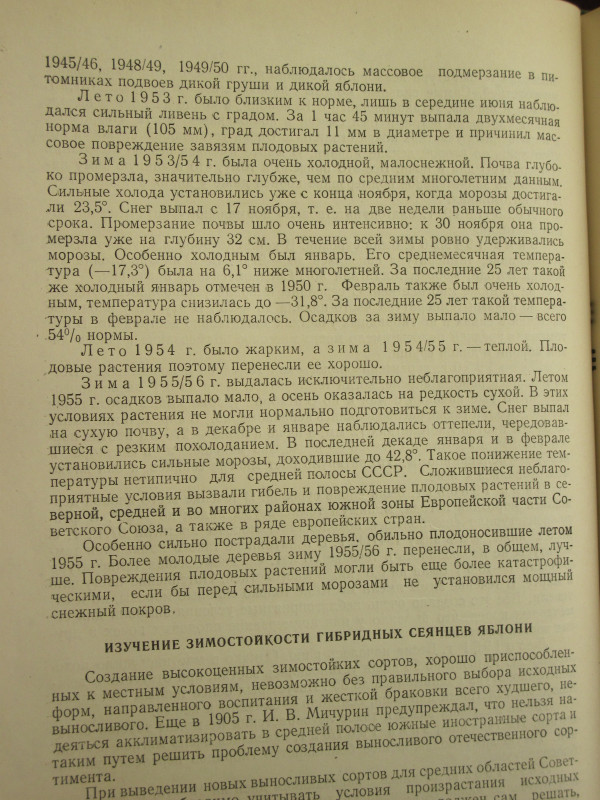 1945/46, 1948/49, 1949/50 гг., наблюдалось массовое подмерзание в пи-
томниках подвоев дикой груши и дикой яблони.
Лето 1953 г. было близким к норме, лишь в середине июня наблю-
дался сильный ливень с градом. За 1 час 45 минут выпала двухмесячная
норма влаги (105 мм), град достигал 11 мм в диаметре и причинил мас-
совое повреждение завязям плодовых растений.
Зима 1953/54 г. была очень холодной, малоснежной. Почва глубо-
ко промерзла, значительно глубже, чем по средним многолетним данным.
Сильные холода установились уже с конца ноября, когда морозы достига-
ли 23,5°. Снег выпал с 17 ноября, т. е. на две недели раньше обычного
срока. Промерзание почвы шло очень интенсивно: к 30 ноября она про-
мерзла уже на глубину 32 см. В течение всей зимы ровно удерживались
морозы. Особенно холодным был январь. Его среднемесячная темпера-
тура (—17,3°) была на 6,1° ниже многолетней. За последние 25 лет такой
же холодный январь отмечен в 1950 г. Февраль также был очень холод-
ным, температура снизилась до —31,8°. За последние 25 лет такой темпера-
туры в феврале не наблюдалось. Осадков за зиму выпало мало — всего
54% нормы.
Лето 1954 г. было жарким, а зима 1954/55 г. — теплой. Пло-
довые растения поэтому перенесли ее хорошо.
Зима 1955/56 г. выдалась исключительно неблагоприятная. Летом
1955 г. осадков выпало мало, а осень оказалась на редкость сухой. В этих
условиях растения не могли нормально подготовиться к зиме. Снег выпал
на сухую почву, а в декабре и январе наблюдались оттепели, чередовав-
шиеся с резким похолоданием. В последней декаде января и в феврале
установились сильные морозы, доходившие до 42,8°. Такое понижение тем-
пературы нетипично для средней полосы СССР. Сложившиеся неблаго-
приятные условия вызвали гибель и повреждение плодовых растений в се-
верной, средней и во многих районах южной зоны Европейской части Со-
ветского Союза, а также в ряде европейских стран.
Особенно сильно пострадали деревья, обильно плодоносившие летом
1955 г. Более молодые деревья зиму 1955/56 г. перенесли, в общем, луч-
ше. Повреждения плодовых растений могли быть еще более катастрофи-
ческими, если бы перед сильными морозами не установился мощный
снежный покров.
ИЗУЧЕНИЕ ЗИМОСТОЙКОСТИ ГИБРИДНЫХ СЕЯНЦЕВ ЯБЛОНИ
Создание высокоценных зимостойких сортов, хорошо приспособлен-
ных к местным условиям, невозможно без правильного выбора исходных
форм, направленного воспитания и жесткой браковки всего худшего, не-
выносливого. Еще в 1905 г. И. В. Мичурин предупреждал, что нельзя на-
деяться акклиматизировать в средней полосе южные иностранные сорта и
таким путем решить проблему создания выносливого отечественного сор-
тимента.
При выведении новых выносливых сортов для средних областей Совет-
учитывать условия произрастания исходных
сам решать,